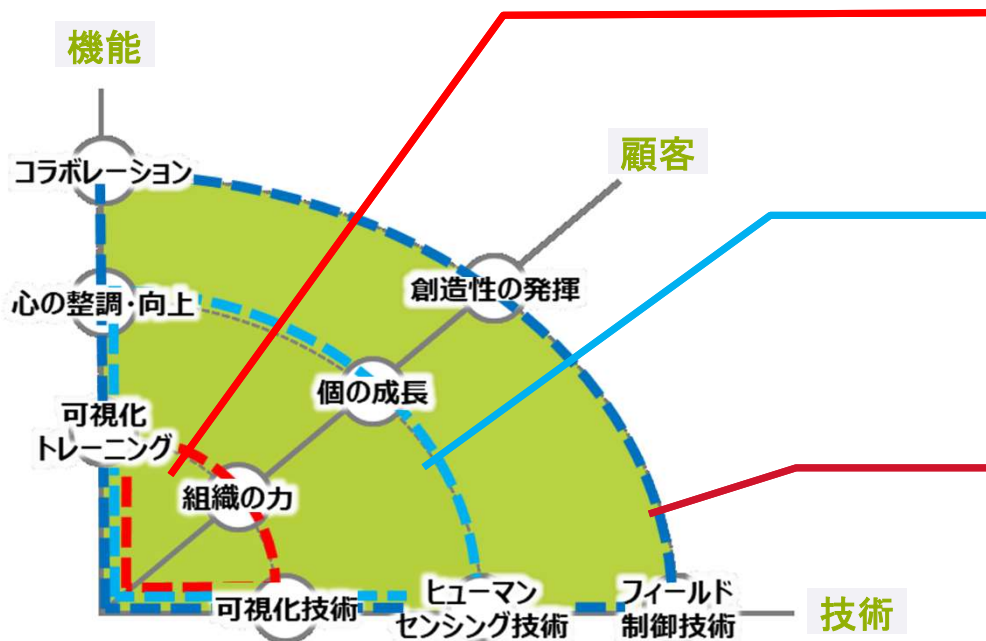 機能
コラボレーション
顧客
創造性の発揮
心の整調・向上
個の成長
可視化
トレーニング
組織の力
可視化技術
ヒューマン
センシング技術
フィールド
制御技術
技術